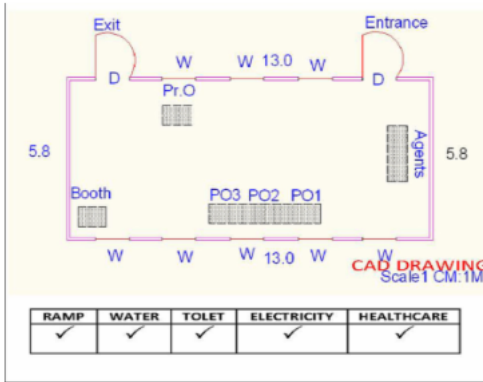 Exit Entrance
W W 13.0 W
D D
Pr.O
5.8 Agents 5.8
Booth PO3 PO2 PO1
W W W 13.0 W W
CAD DRAWING
Scale1 CM:1M
RAMP WATER TOLET ELECTRICITY HEALTHCARE
✓ ✓ ✓ ✓ ✓